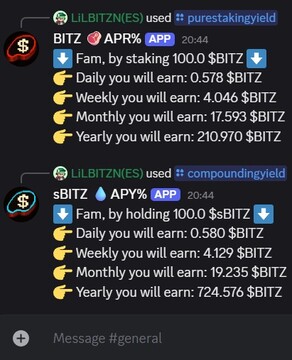 LiLBITZN(ES) used purestakingyield
BITZ 🥩 APR% APP 20:44
⬇️ Fam, by staking 100.0 $BITZ ⬇️
👉 Daily you will earn: 0.578 $BITZ
👉 Weekly you will earn: 4.046 $BITZ
👉 Monthly you will earn: 17.593 $BITZ
👉 Yearly you will earn: 210.970 $BITZ
LiLBITZN(ES) used compoundingyield
sBITZ 💧 APY% APP 20:44
⬇️ Fam, by holding 100.0 $sBITZ ⬇️
👉 Daily you will earn: 0.580 $BITZ
👉 Weekly you will earn: 4.129 $BITZ
👉 Monthly you will earn: 19.235 $BITZ
👉 Yearly you will earn: 724.576 $BITZ
Message #general